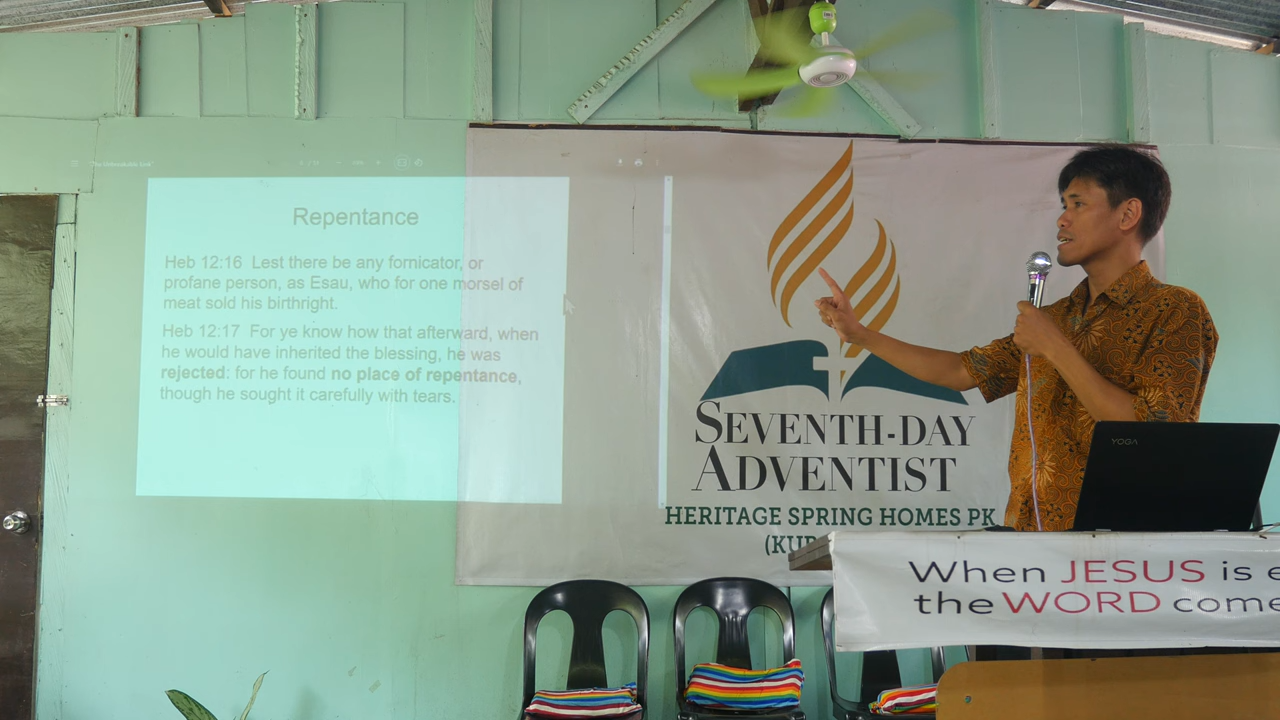 Repentance
Heb 12:16 Lest there be any fornicator, or
profane person, as Esau, who for one morsel of
meat sold his birthright.
Heb 12:17 For ye know how that afterward, when
he would have inherited the blessing, he was
rejected: for he found no place of repentance,
though he sought it carefully with tears.
SEVENTH-DAY
ADVENTIST
HERITAGE SPRING HOMES PK
YOGA
When JESUS is
the WORD come